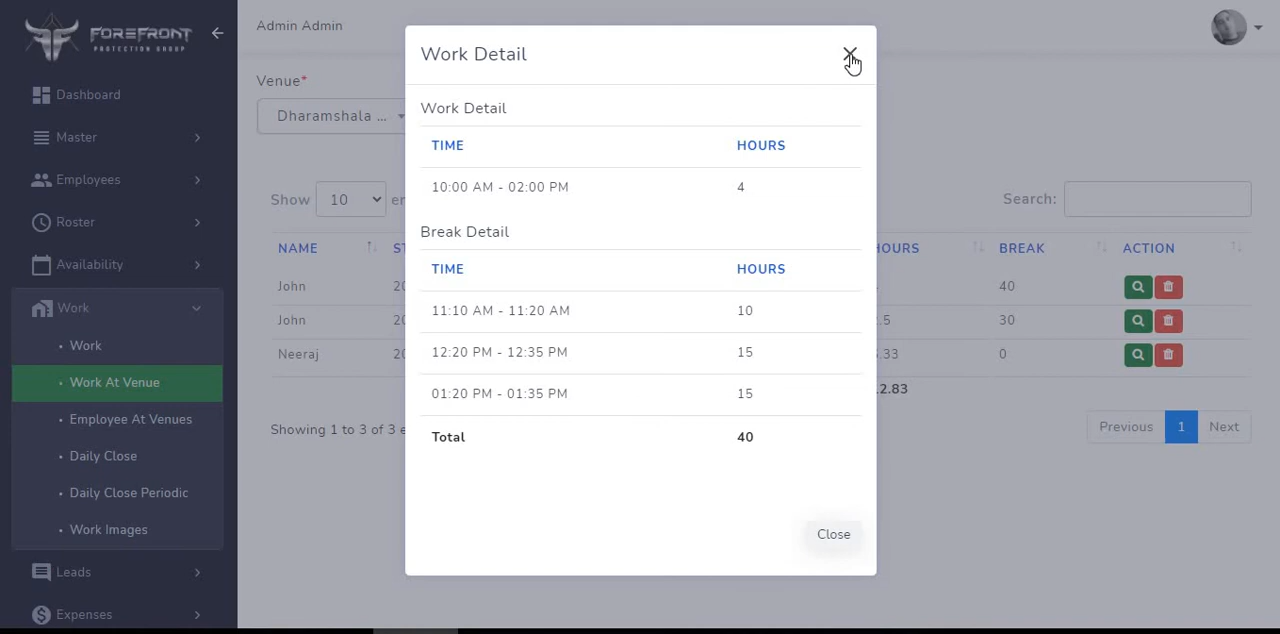 FOREFRONT
PROTECTION GROUP
Dashboard
Master
Employees
Roster
Availability
Work
Work
Work At Venue
Employee At Venues
Daily Close
Daily Close Periodic
Work Images
Leads
Expenses
Admin Admin
Venue*
Dharamshala ...
Show 10
Search:
NAME HOURS BREAK ACTION
John 40
John .5 30
Neeraj .33 0
2.83
Showing 1 to 3 of 3
Previous 1 Next
Work Detail
Work Detail
TIME HOURS
10:00 AM - 02:00 PM 4
Break Detail
TIME HOURS
11:10 AM - 11:20 AM 10
12:20 PM - 12:35 PM 15
01:20 PM - 01:35 PM 15
Total 40
Close